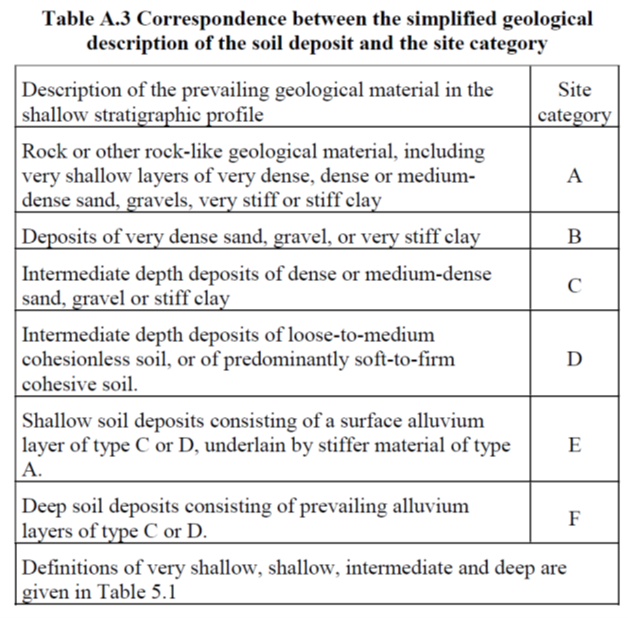 Table A.3 Correspondence between the simplified geological
description of the soil deposit and the site category
Description of the prevailing geological material in the
shallow stratigraphic profile
Site
category
Rock or other rock-like geological material, including
very shallow layers of very dense, dense or medium-
dense sand, gravels, very stiff or stiff clay
A
Deposits of very dense sand, gravel, or very stiff clay
B
Intermediate depth deposits of dense or medium-dense
sand, gravel or stiff clay
C
Intermediate depth deposits of loose-to-medium
cohesionless soil, or of predominantly soft-to-firm
cohesive soil.
D
Shallow soil deposits consisting of a surface alluvium
layer of type C or D, underlain by stiffer material of type
A.
E
Deep soil deposits consisting of prevailing alluvium
layers of type C or D.
F
Definitions of very shallow, shallow, intermediate and deep are
given in Table 5.1